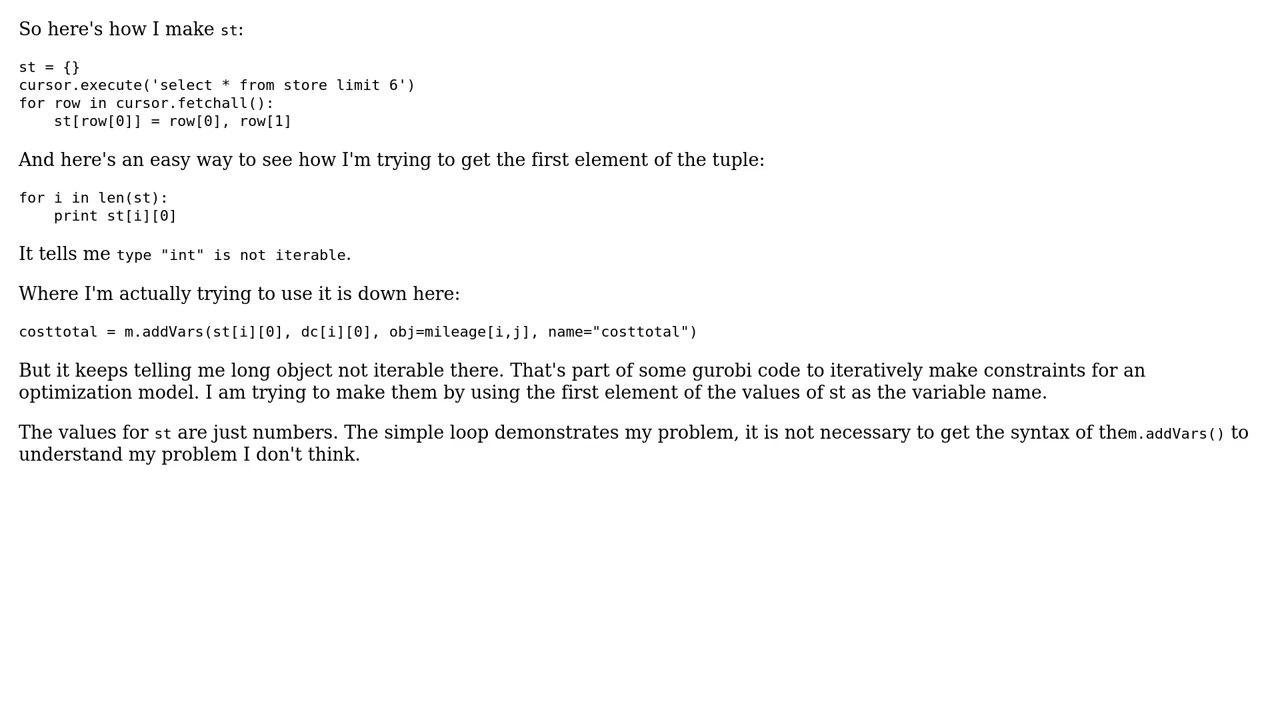 So here's how I make st:
st = {}
cursor.execute('select * from store limit 6')
for row in cursor.fetchall():
    st[row[0]] = row[0], row[1]
And here's an easy way to see how I'm trying to get the first element of the tuple:
for i in len(st):
    print st[i][0]
It tells me type "int" is not iterable.
Where I'm actually trying to use it is down here:
costtotal = m.addVars(st[i][0], dc[i][0], obj=mileage[i,j], name="costtotal")
But it keeps telling me long object not iterable there. That's part of some gurobi code to iteratively make constraints for an
optimization model. I am trying to make them by using the first element of the values of st as the variable name.
The values for st are just numbers. The simple loop demonstrates my problem, it is not necessary to get the syntax of them.addVars() to
understand my problem I don't think.